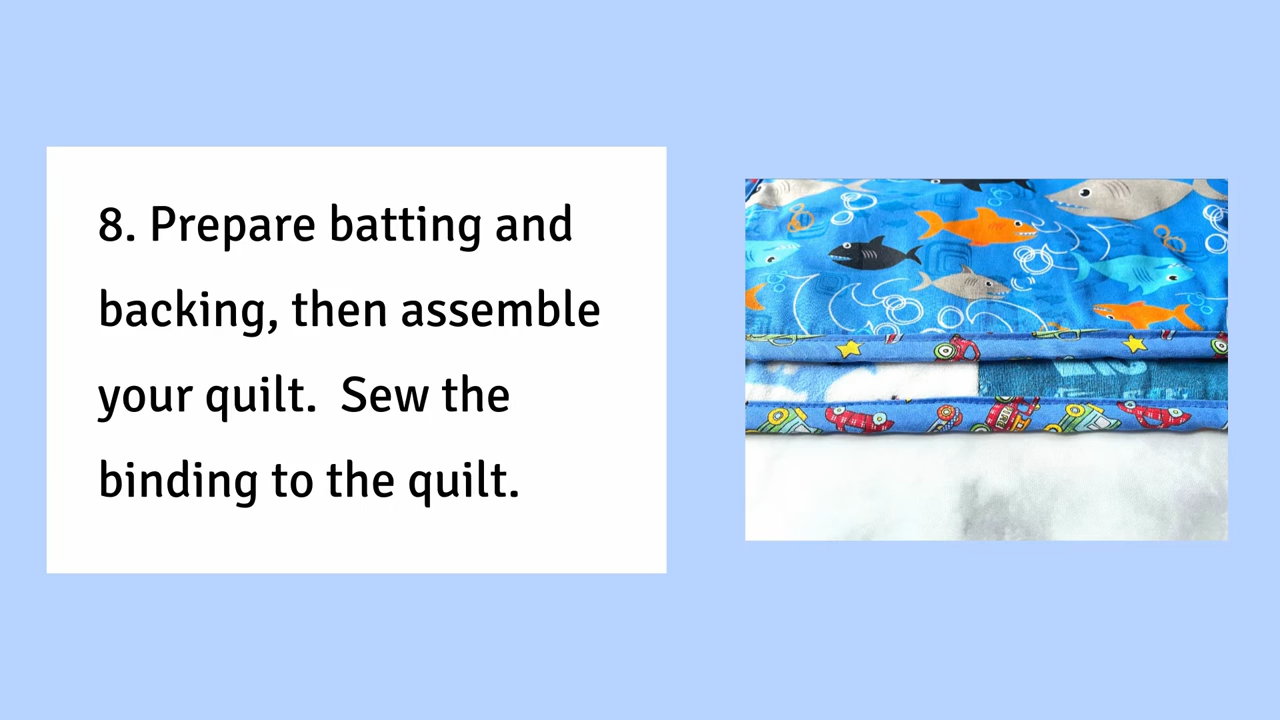 8. Prepare batting and
backing, then assemble
your quilt.  Sew the
binding to the quilt.